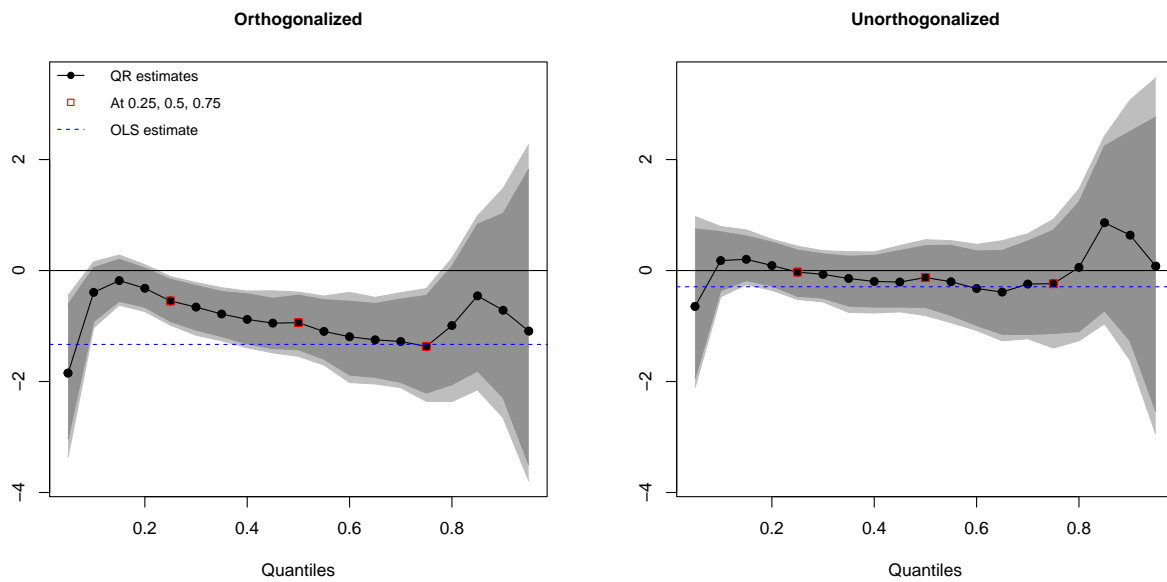 Orthogonalized
Unorthogonalized
QR estimates
At 0.25, 0.5, 0.75
OLS estimate
2
0
−2
−4
0.2 0.4 0.6 0.8
Quantiles
2
0
−2
−4
0.2 0.4 0.6 0.8
Quantiles